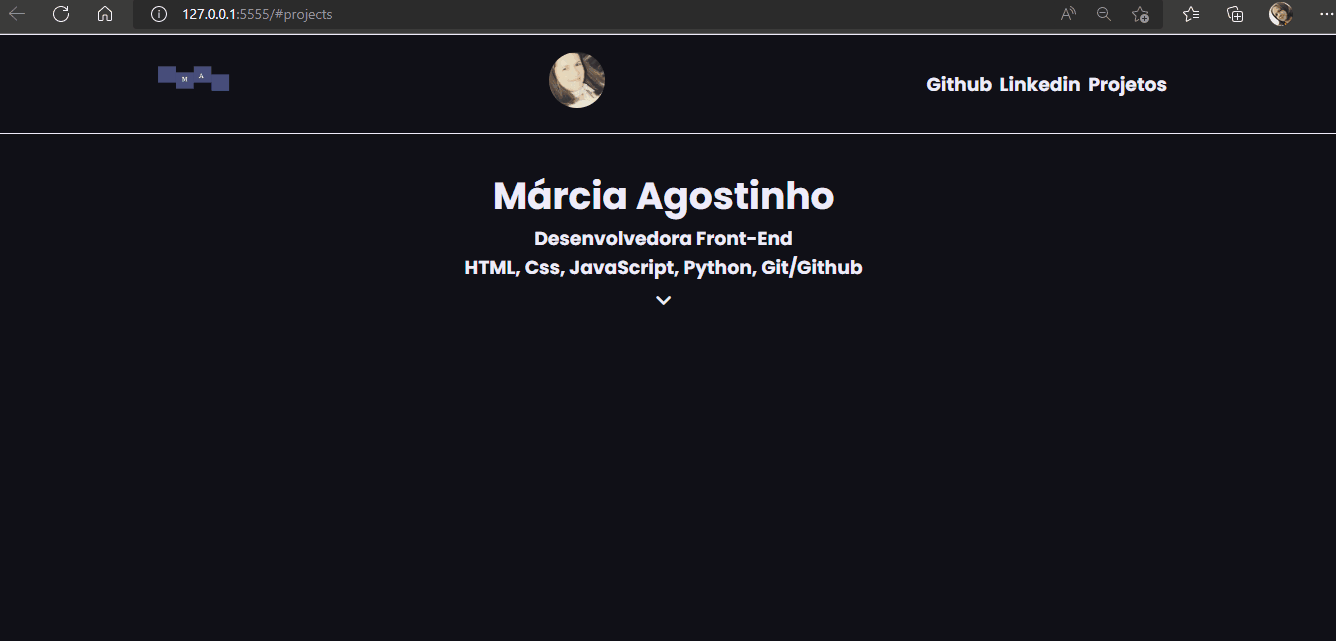 127.0.0.1:5555/#projects
M A
Github Linkedin Projetos
Márcia Agostinho
Desenvolvedora Front-End
HTML, Css, JavaScript, Python, Git/Github